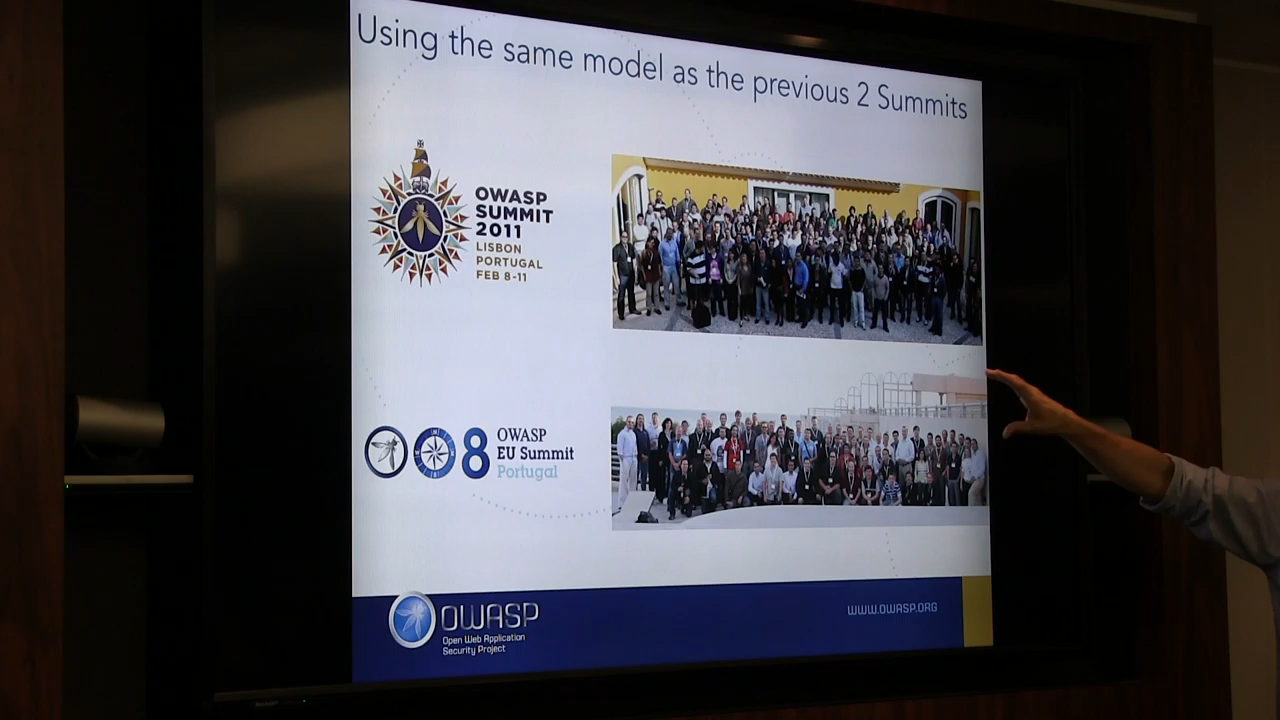 Using the same model as the previous 2 Summits
OWASP
SUMMIT
2011
LISBON
PORTUGAL
FEB 8-11
8
OWASP
EU Summit
Portugal
OWASP
Open Web Application
Security Project
WWW.OWASP.ORG